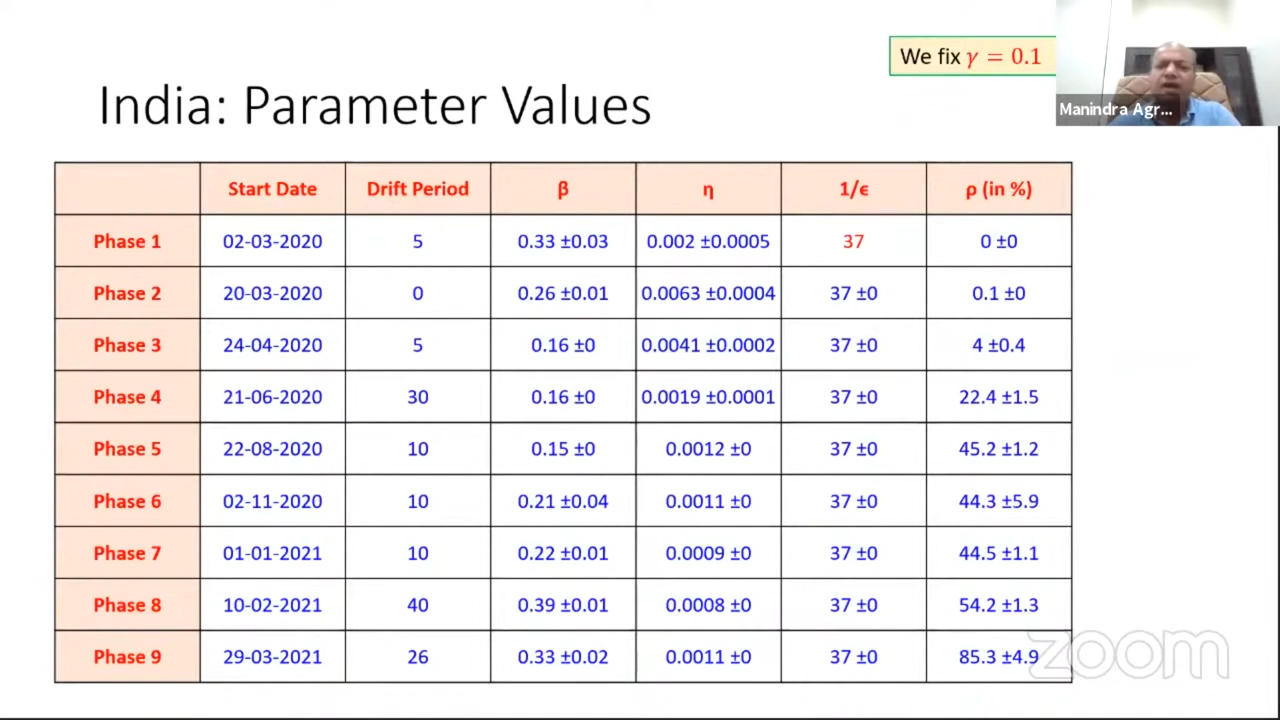 We fix γ = 0.1
Manindra Agr...
India: Parameter Values
Start Date Drift Period β η 1/ϵ ρ (in %)
Phase 1 02-03-2020 5 0.33 ±0.03 0.002 ±0.0005 37 0 ±0
Phase 2 20-03-2020 0 0.26 ±0.01 0.0063 ±0.0004 37 ±0 0.1 ±0
Phase 3 24-04-2020 5 0.16 ±0 0.0041 ±0.0002 37 ±0 4 ±0.4
Phase 4 21-06-2020 30 0.16 ±0 0.0019 ±0.0001 37 ±0 22.4 ±1.5
Phase 5 22-08-2020 10 0.15 ±0 0.0012 ±0 37 ±0 45.2 ±1.2
Phase 6 02-11-2020 10 0.21 ±0.04 0.0011 ±0 37 ±0 44.3 ±5.9
Phase 7 01-01-2021 10 0.22 ±0.01 0.0009 ±0 37 ±0 44.5 ±1.1
Phase 8 10-02-2021 40 0.39 ±0.01 0.0008 ±0 37 ±0 54.2 ±1.3
Phase 9 29-03-2021 26 0.33 ±0.02 0.0011 ±0 37 ±0 85.3 ±4.9
zoom